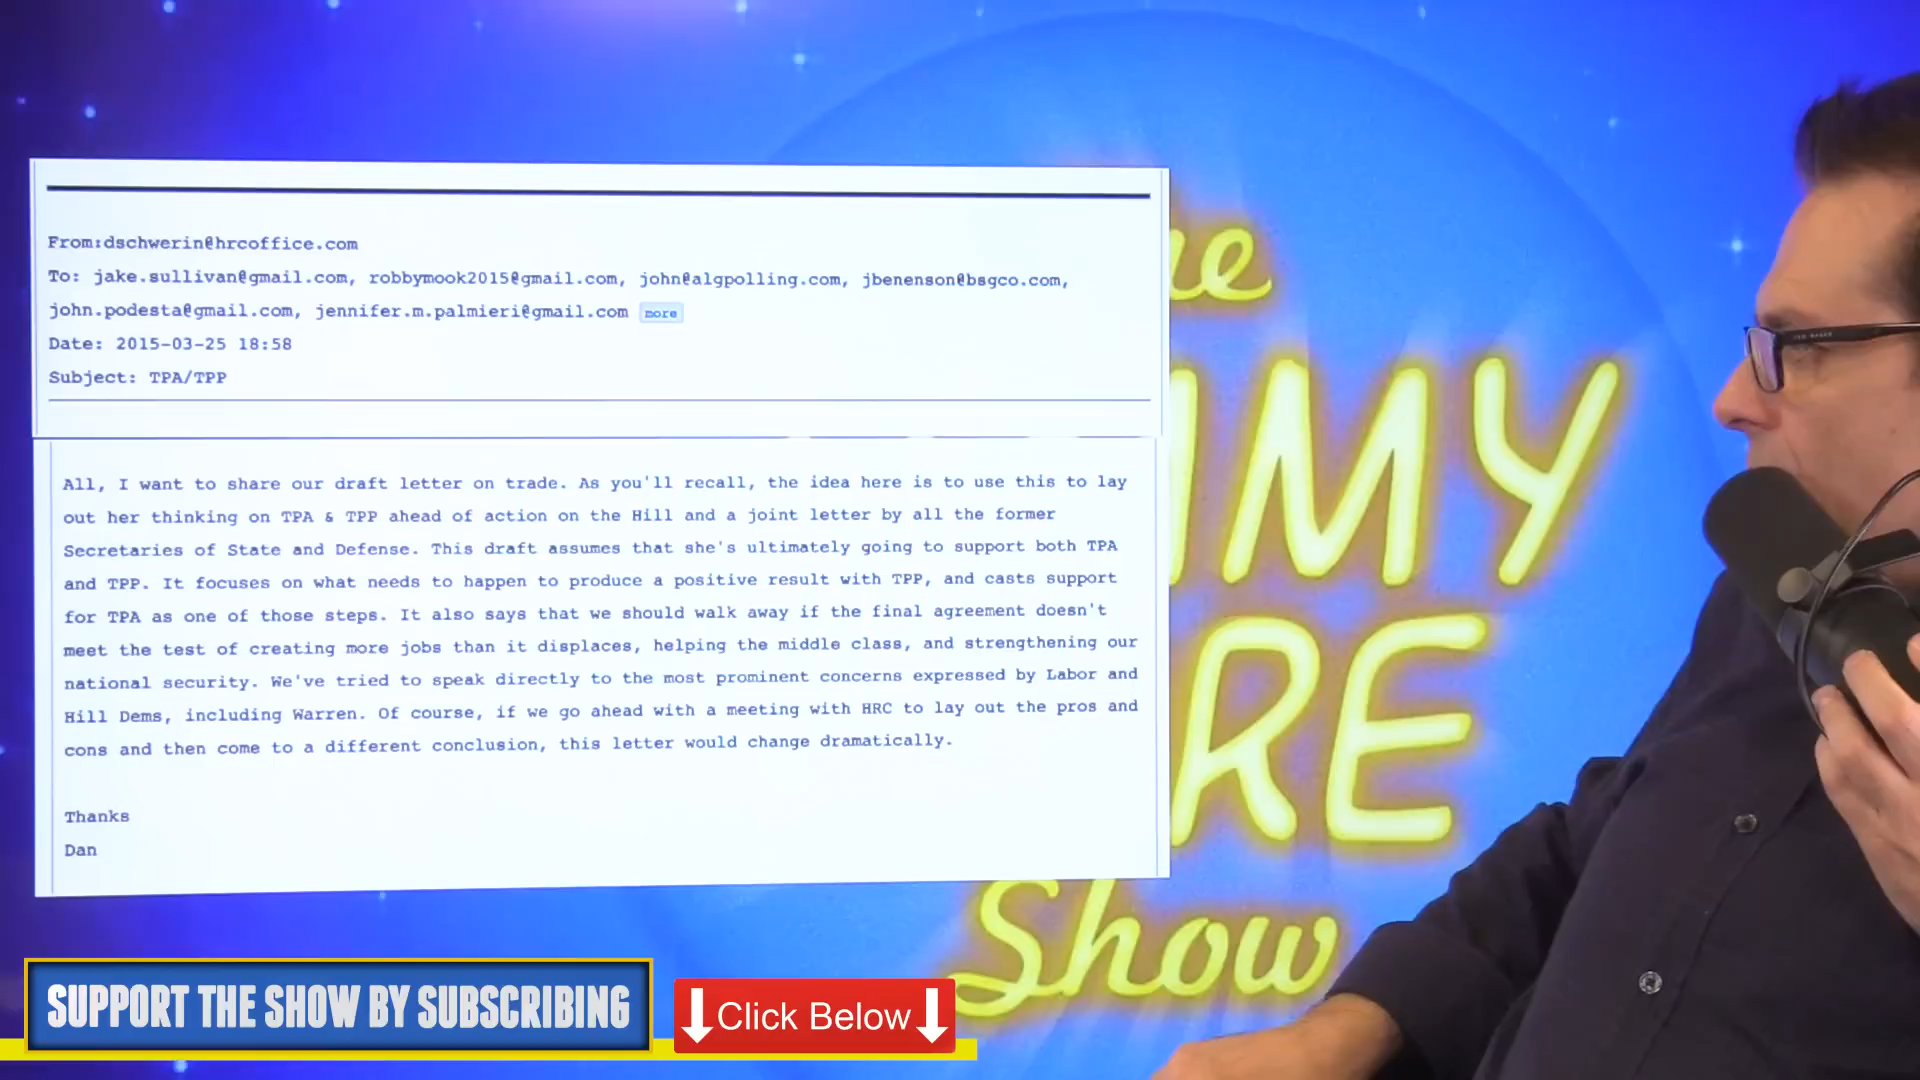 From:dschwerin@hrcoffice.com
To: jake.sullivan@gmail.com, robbymook2015@gmail.com, john@algpolling.com, jbenenson@bsgco.com,
john.podesta@gmail.com, jennifer.m.palmieri@gmail.com more
Date: 2015-03-25 18:58
Subject: TPA/TPP
All, I want to share our draft letter on trade. As you'll recall, the idea here is to use this to lay
out her thinking on TPA & TPP ahead of action on the Hill and a joint letter by all the former
Secretaries of State and Defense. This draft assumes that she's ultimately going to support both TPA
and TPP. It focuses on what needs to happen to produce a positive result with TPP, and casts support
for TPA as one of those steps. It also says that we should walk away if the final agreement doesn't
meet the test of creating more jobs than it displaces, helping the middle class, and strengthening our
national security. We've tried to speak directly to the most prominent concerns expressed by Labor and
Hill Dems, including Warren. Of course, if we go ahead with a meeting with HRC to lay out the pros and
cons and then come to a different conclusion, this letter would change dramatically.
Thanks
Dan
he
MMY
RE
Show
SUPPORT THE SHOW BY SUBSCRIBING
Click Below